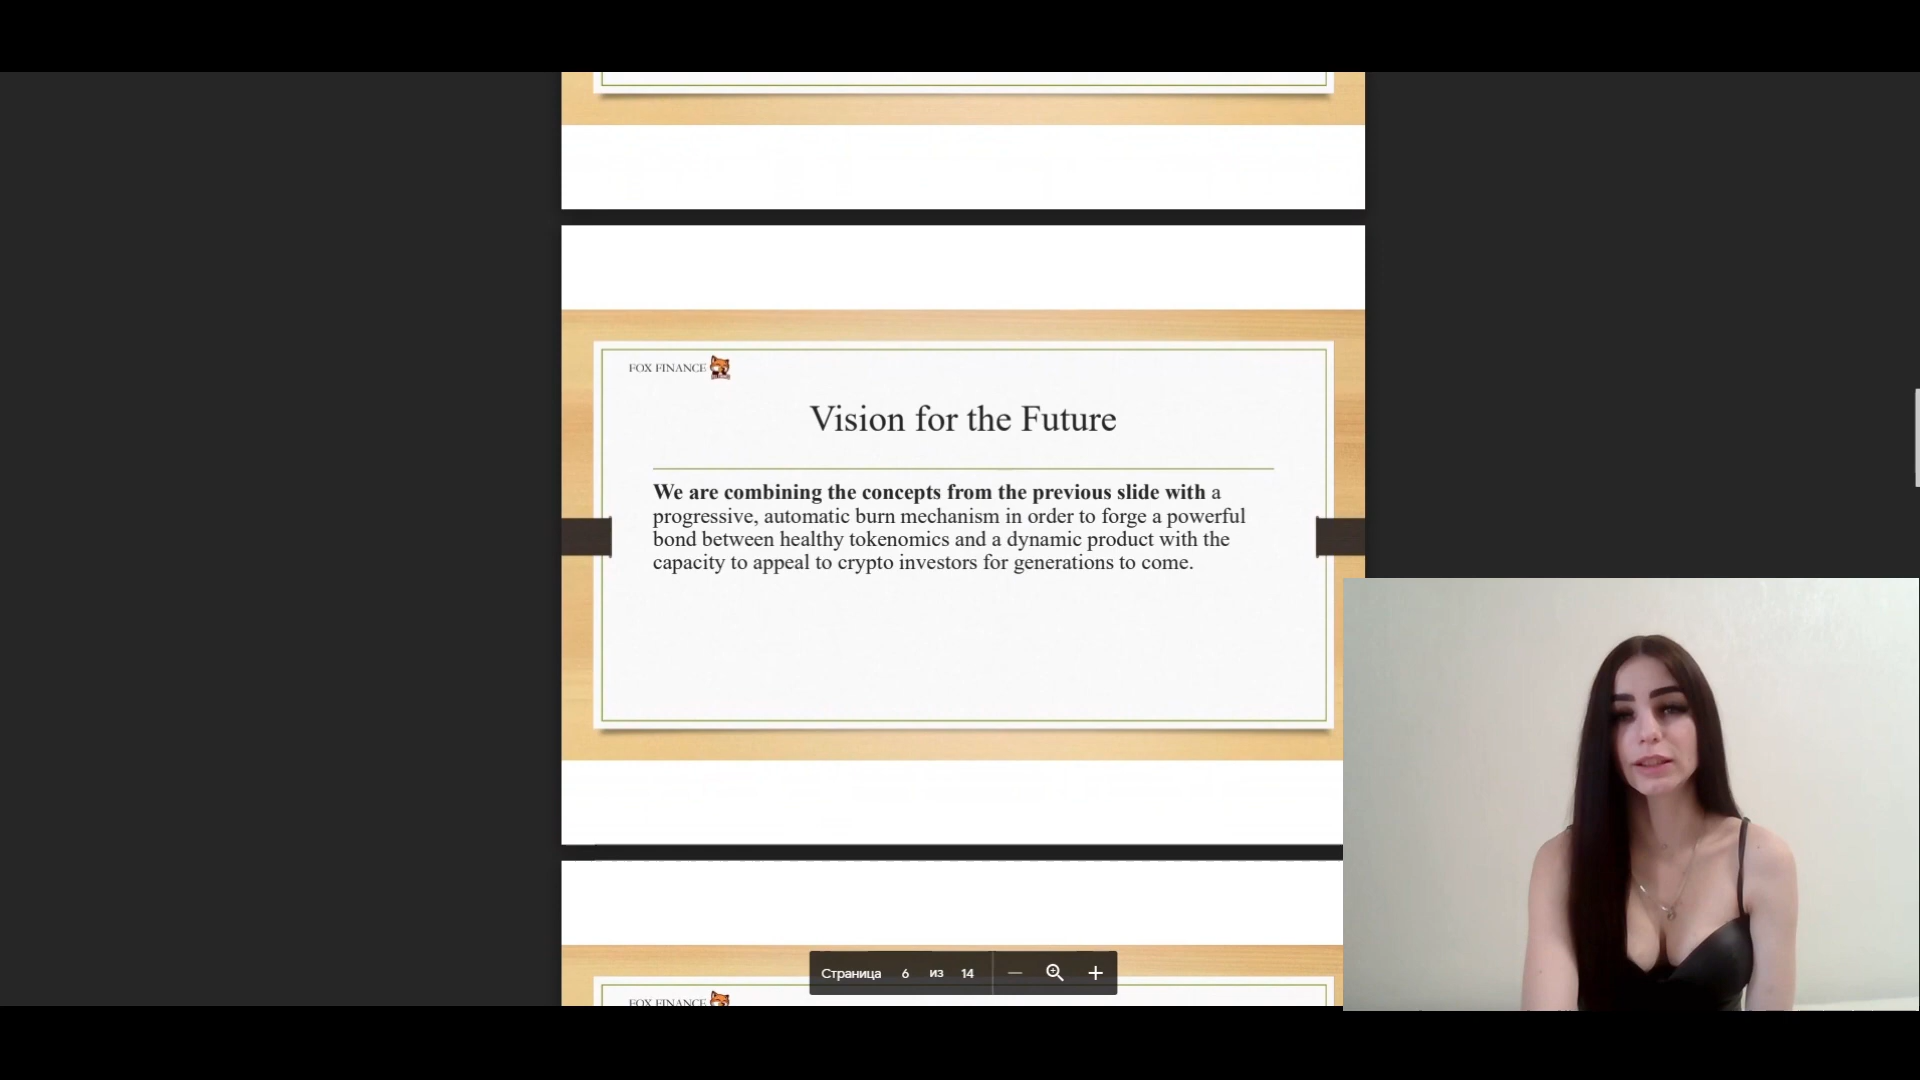 FOX FINANCE
Vision for the Future
We are combining the concepts from the previous slide with a
progressive, automatic burn mechanism in order to forge a powerful
bond between healthy tokenomics and a dynamic product with the
capacity to appeal to crypto investors for generations to come.
Страница 6 из 14
FOX FINANCE